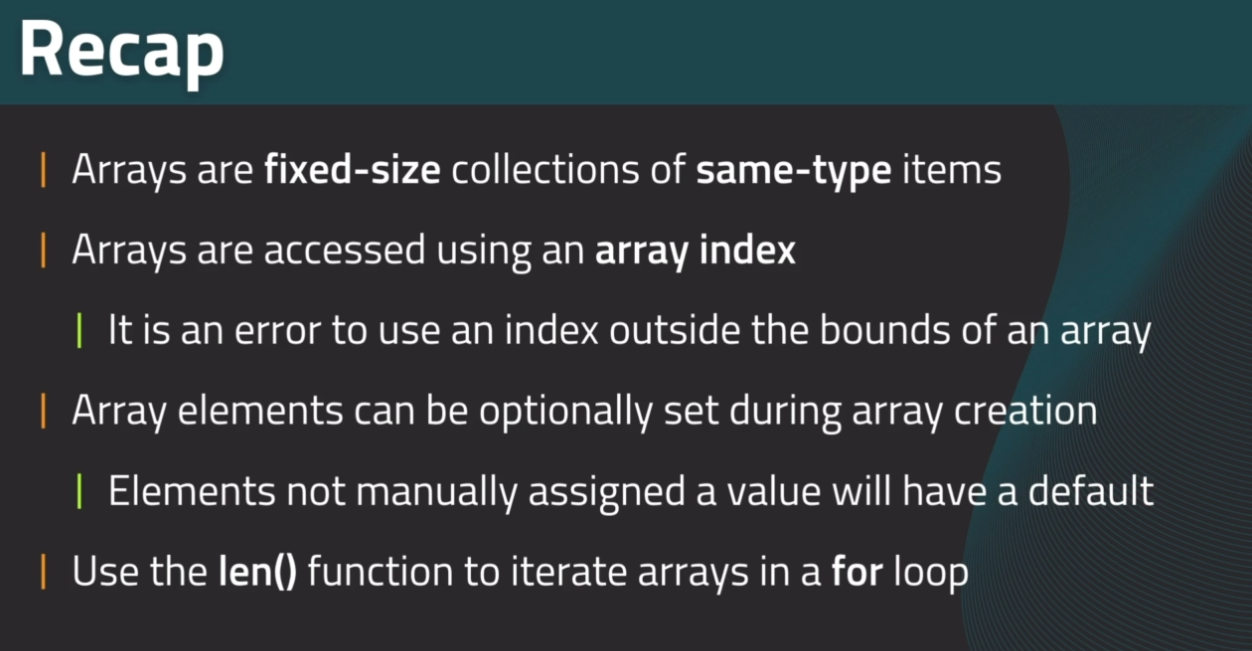 Recap
Arrays are fixed-size collections of same-type items
Arrays are accessed using an array index
It is an error to use an index outside the bounds of an array
Array elements can be optionally set during array creation
Elements not manually assigned a value will have a default
Use the len() function to iterate arrays in a for loop